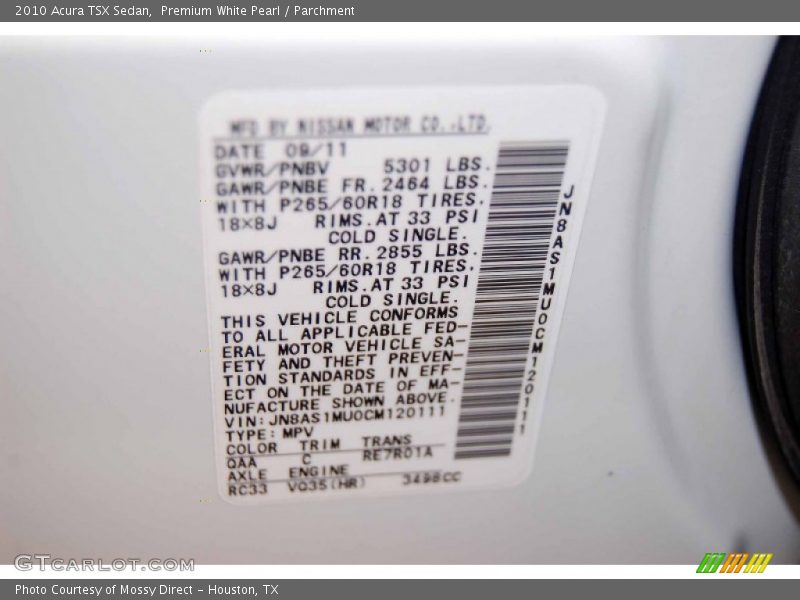 2010 Acura TSX Sedan,  Premium White Pearl / Parchment
MFD BY NISSAN MOTOR CO.,LTD.
DATE 09/11
GVWR/PNBV 5301 LBS.
GAWR/PNBE FR. 2464 LBS.
WITH P265/60R18 TIRES.
18×8J RIMS.AT 33 PSI
COLD SINGLE.
GAWR/PNBE RR. 2855 LBS.
WITH P265/60R18 TIRES.
18×8J RIMS.AT 33 PSI
COLD SINGLE.
THIS VEHICLE CONFORMS
TO ALL APPLICABLE FED-
ERAL MOTOR VEHICLE SA-
FETY AND THEFT PREVEN-
TION STANDARDS IN EFF-
ECT ON THE DATE OF MA-
NUFACTURE SHOWN ABOVE.
VIN:JN8AS1MU0CM120111
TYPE:MPV
COLOR TRIM TRANS
QAA C RE7R01A
AXLE ENGINE
RC33 VQ35(HR) 3498CC
JN8AS1MU0CM120111
GTCARLOT.COM
Photo Courtesy of Mossy Direct – Houston, TX